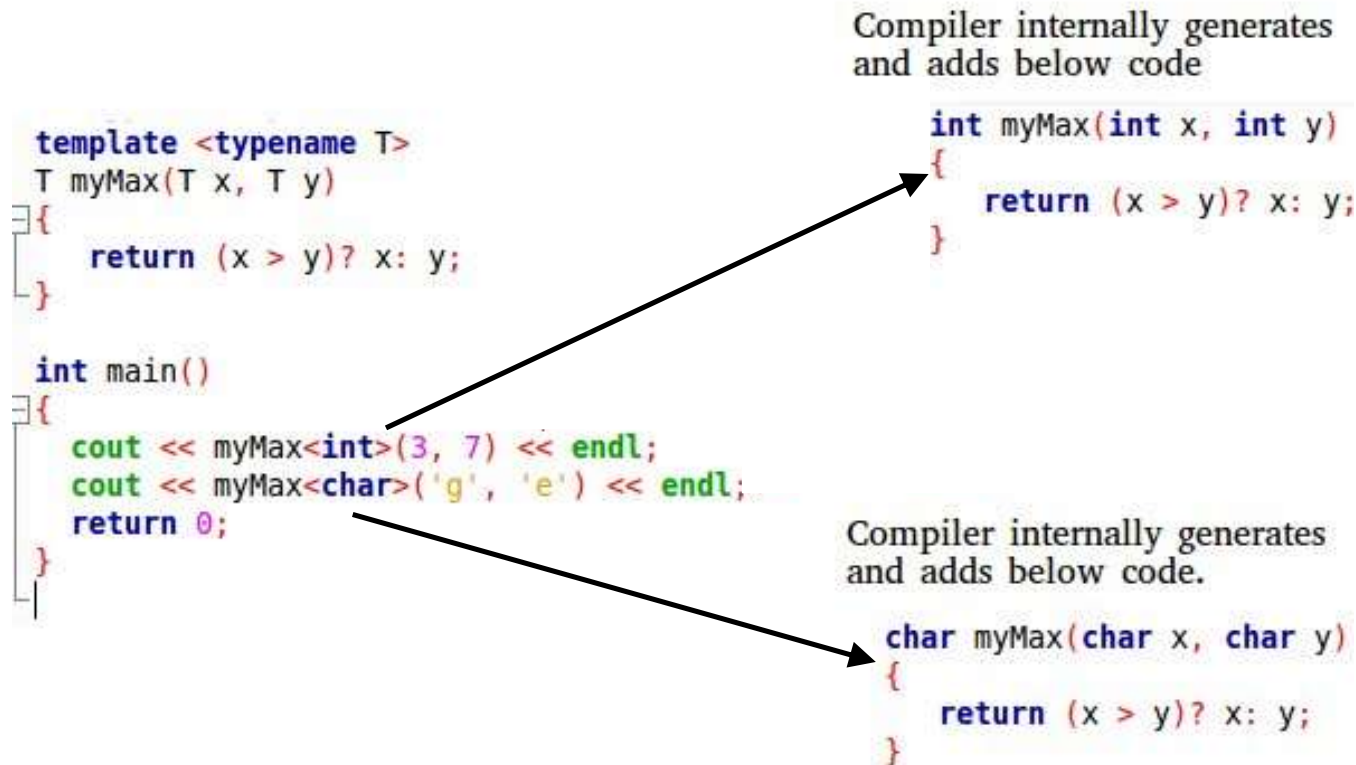 template <typename T>
T myMax(T x, T y)
{
return (x > y)? x: y;
}
int main()
{
cout << myMax<int>(3, 7) << endl;
cout << myMax<char>('g', 'e') << endl;
return 0;
}
Compiler internally generates
and adds below code
int myMax(int x, int y)
{
return (x > y)? x: y;
}
Compiler internally generates
and adds below code.
char myMax(char x, char y)
{
return (x > y)? x: y;
}